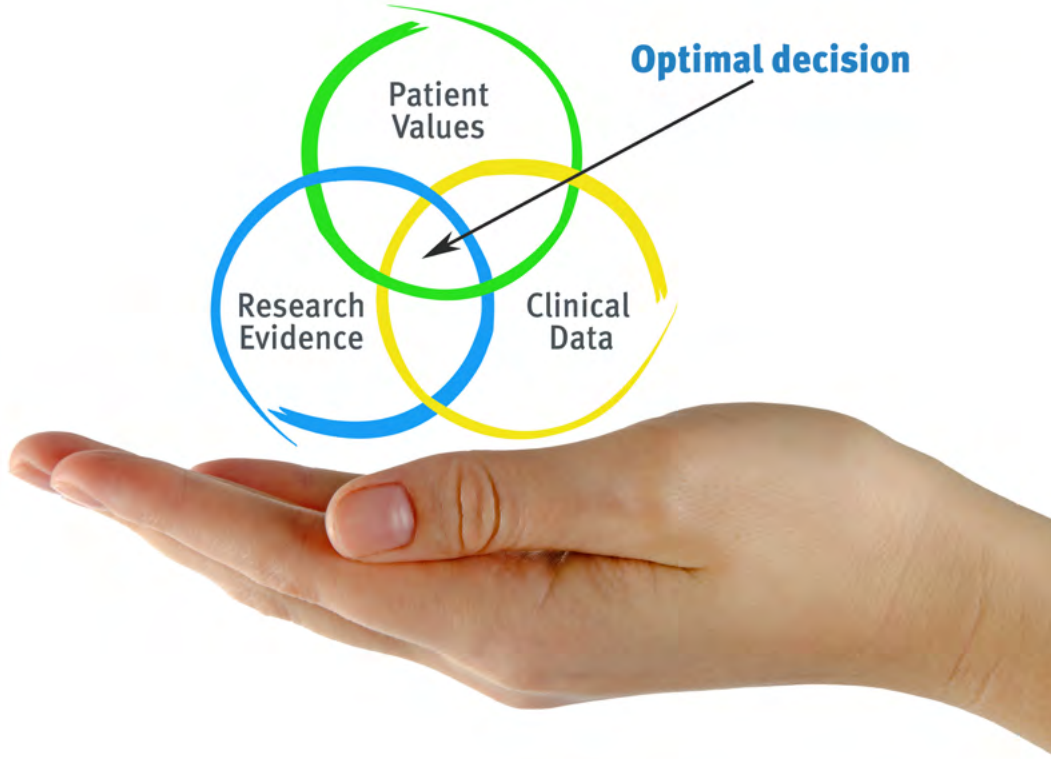 Optimal decision
Patient
Values
Research
Evidence
Clinical
Data